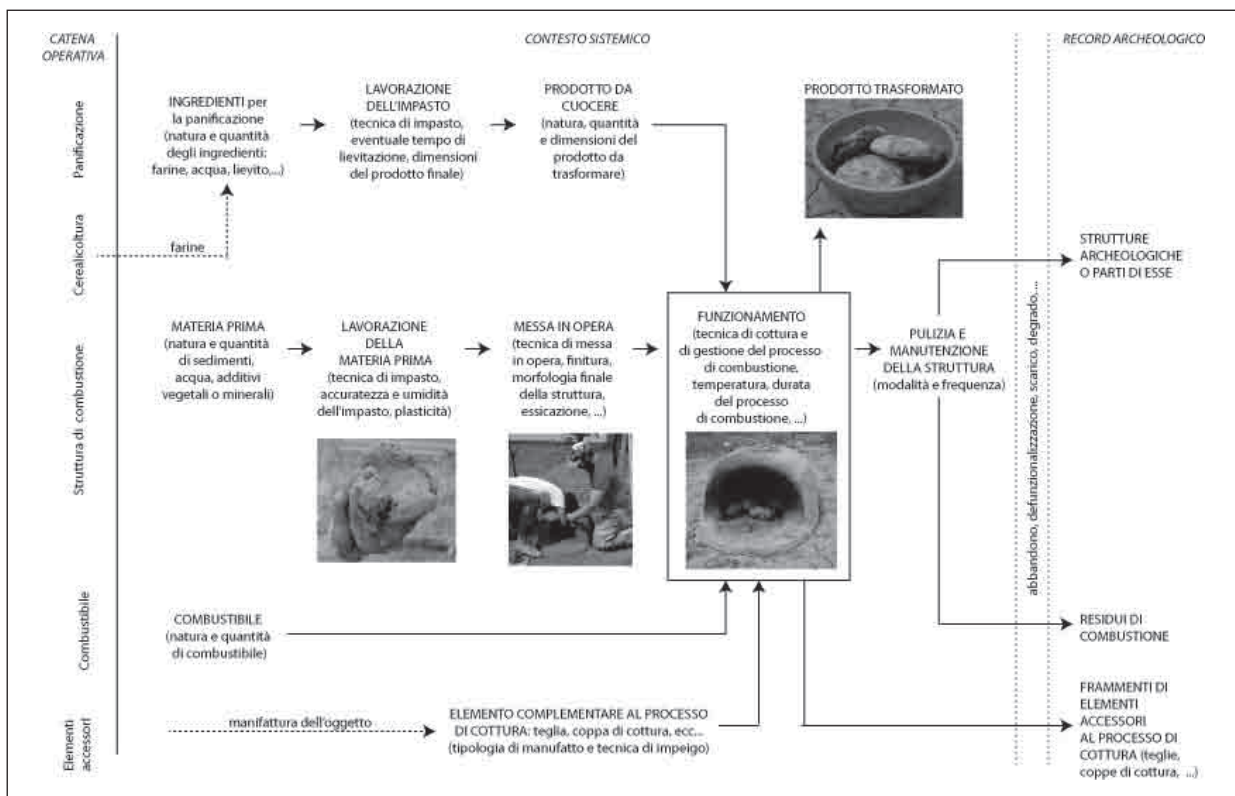 CATENA
OPERATIVA
CONTESTO SISTEMICO
RECORD ARCHEOLOGICO
Panificazione
INGREDIENTI per
la panificazione
(natura e quantità
degli ingredienti:
farine, acqua, lievito,...)
LAVORAZIONE
DELL'IMPASTO
(tecnica di impasto,
eventuale tempo di
lievitazione, dimensioni
del prodotto finale)
PRODOTTO DA
CUOCERE
(natura, quantità
e dimensioni del
prodotto da
trasformare)
PRODOTTO TRASFORMATO
Cerealicoltura
farine
Struttura di combustione
MATERIA PRIMA
(natura e quantità
di sedimenti,
acqua, additivi
vegetali o minerali)
LAVORAZIONE
DELLA
MATERIA PRIMA
(tecnica di impasto,
accuratezza e umidità
dell'impasto, plasticità)
MESSA IN OPERA
(tecnica di messa
in opera, finitura,
morfologia finale
della struttura,
essicazione, ...)
FUNZIONAMENTO
(tecnica di cottura e
di gestione del processo
di combustione,
temperatura, durata
del processo
di combustione, ...)
PULIZIA E
MANUTENZIONE
DELLA STRUTTURA
(modalità e frequenza)
abbandono, defunzionalizzazione, scarico, degrado, ...
STRUTTURE
ARCHEOLOGICHE
O PARTI DI ESSE
Combustibile
COMBUSTIBILE
(natura e quantità
di combustibile)
RESIDUI DI
COMBUSTIONE
Elementi
accessori
manifattura dell'oggetto
ELEMENTO COMPLEMENTARE AL PROCESSO
DI COTTURA: teglia, coppa di cottura, ecc...
(tipologia di manufatto e tecnica di impeigo)
FRAMMENTI DI
ELEMENTI
ACCESSORI
AL PROCESSO DI
COTTURA (teglie,
coppe di cottura, ...)